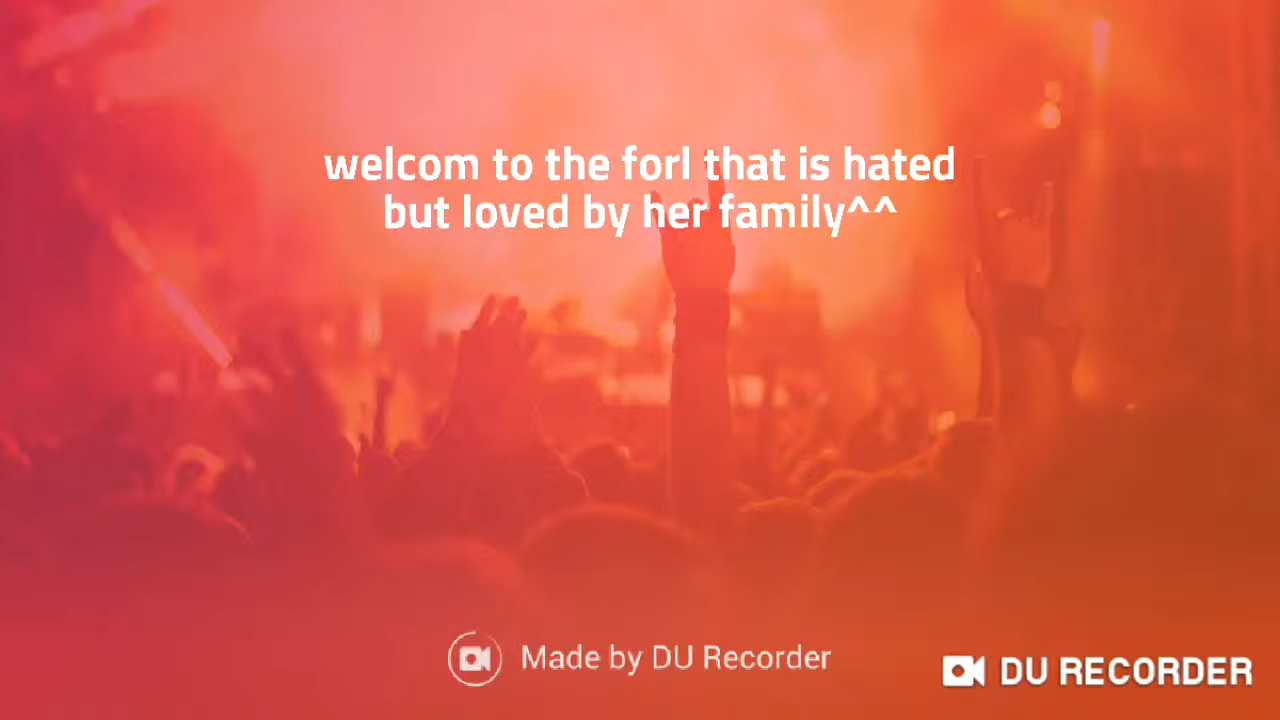 welcom to the forl that is hated
but loved by her family^^
Made by DU Recorder
DU RECORDER